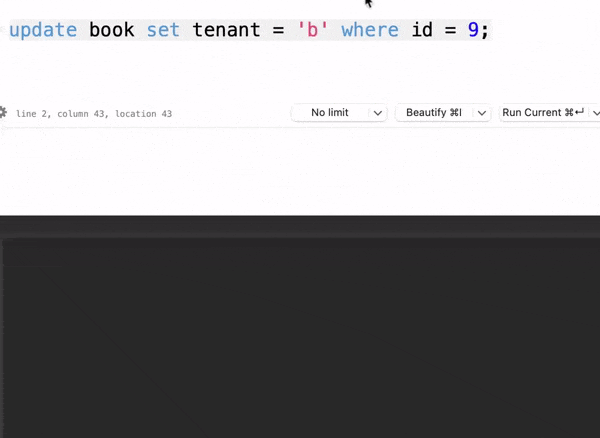 update book set tenant = 'b' where id = 9;
line 2, column 43, location 43
No limit
Beautify ⌘I
Run Current ⌘↵